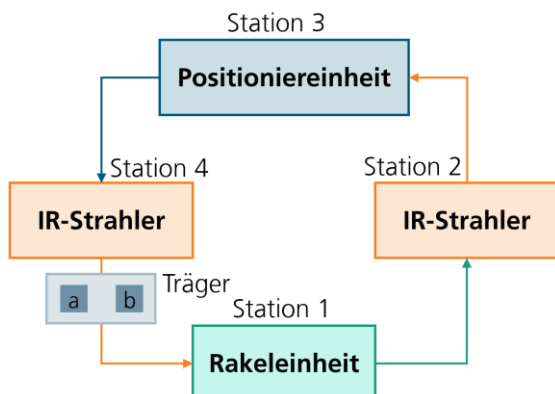 Station 3
Positioniereinheit
Station 4
Station 2
IR-Strahler
IR-Strahler
a
b
Träger
Station 1
Rakeleinheit